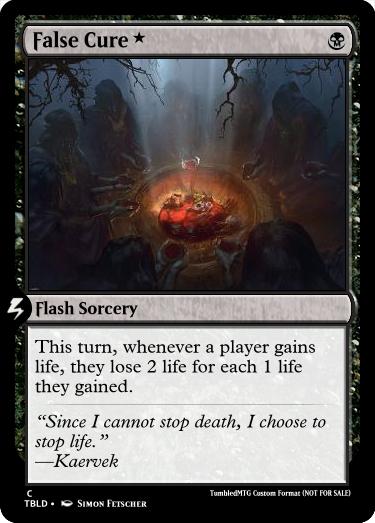 False Cure ★
Flash Sorcery
This turn, whenever a player gains
life, they lose 2 life for each 1 life
they gained.
“Since I cannot stop death, I choose to
stop life.”
—Kaervek
C
TBLD • Simon Fetscher
TumbledMTG Custom Format (NOT FOR SALE)